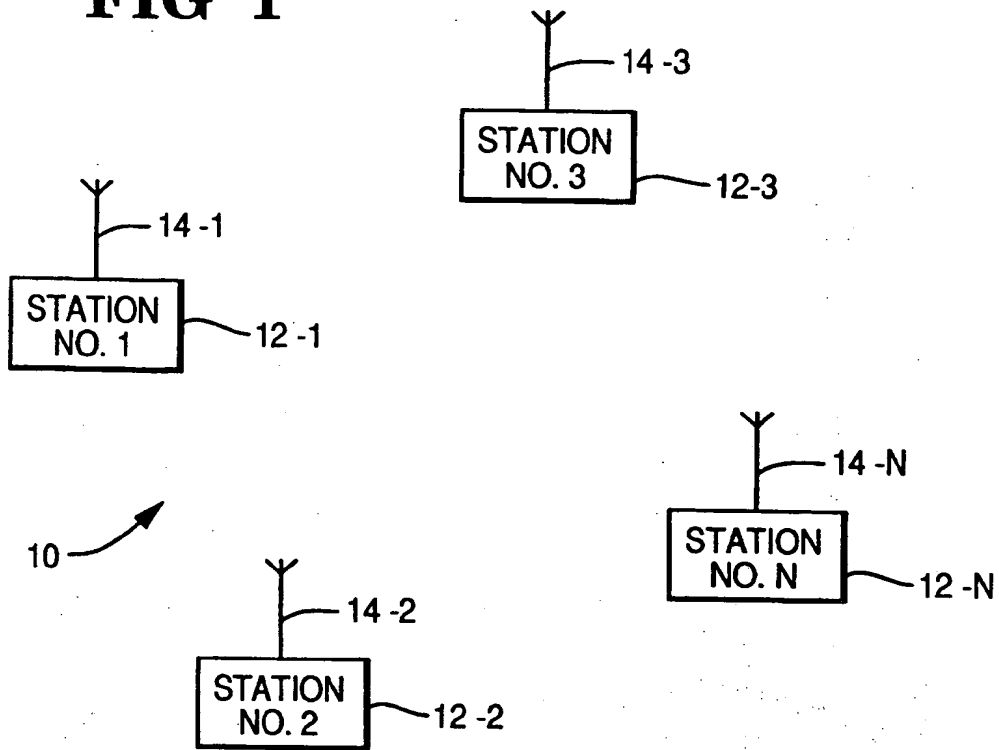 FIG 1
14-3
STATION
NO. 3
12-3
14-1
STATION
NO. 1
12-1
14-N
STATION
NO. N
12-N
10
14-2
STATION
NO. 2
12-2